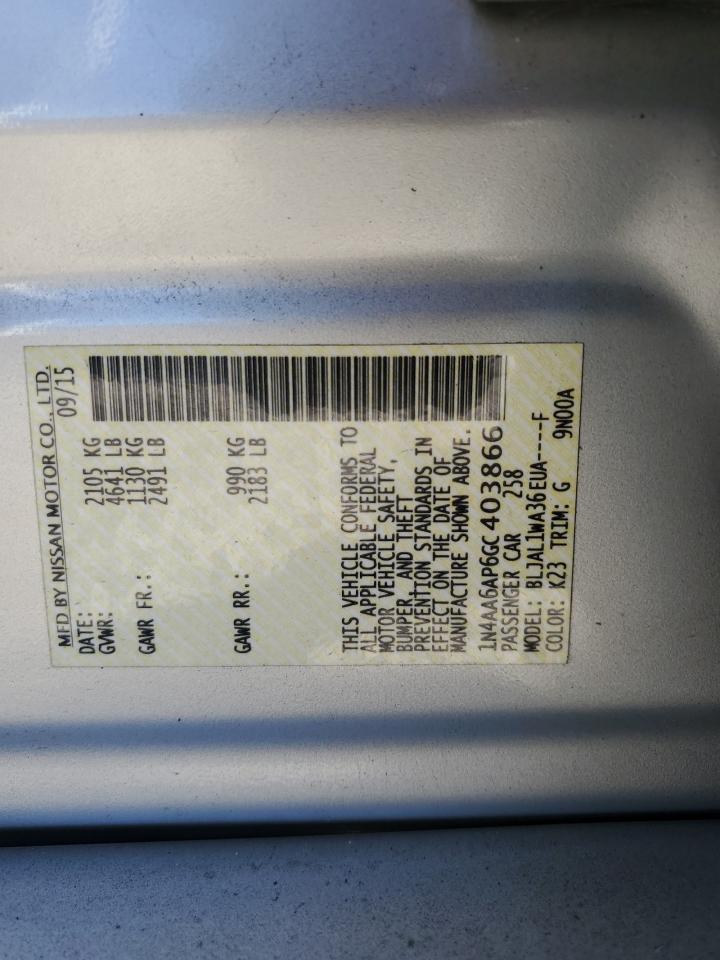 MFD BY NISSAN MOTOR CO., LTD.
DATE: 09/15
GVWR: 2105 KG
4641 LB
GAWR FR.: 1130 KG
2491 LB
GAWR RR.: 990 KG
2183 LB
THIS VEHICLE CONFORMS TO
ALL APPLICABLE FEDERAL
MOTOR VEHICLE SAFETY,
BUMPER, AND THEFT
PREVENTION STANDARDS IN
EFFECT ON THE DATE OF
MANUFACTURE SHOWN ABOVE.
1N4AA6AP6GC403866
PASSENGER CAR 258
MODEL: BLJAL1WA36EUA----F
COLOR: K23 TRIM: G 9N00A